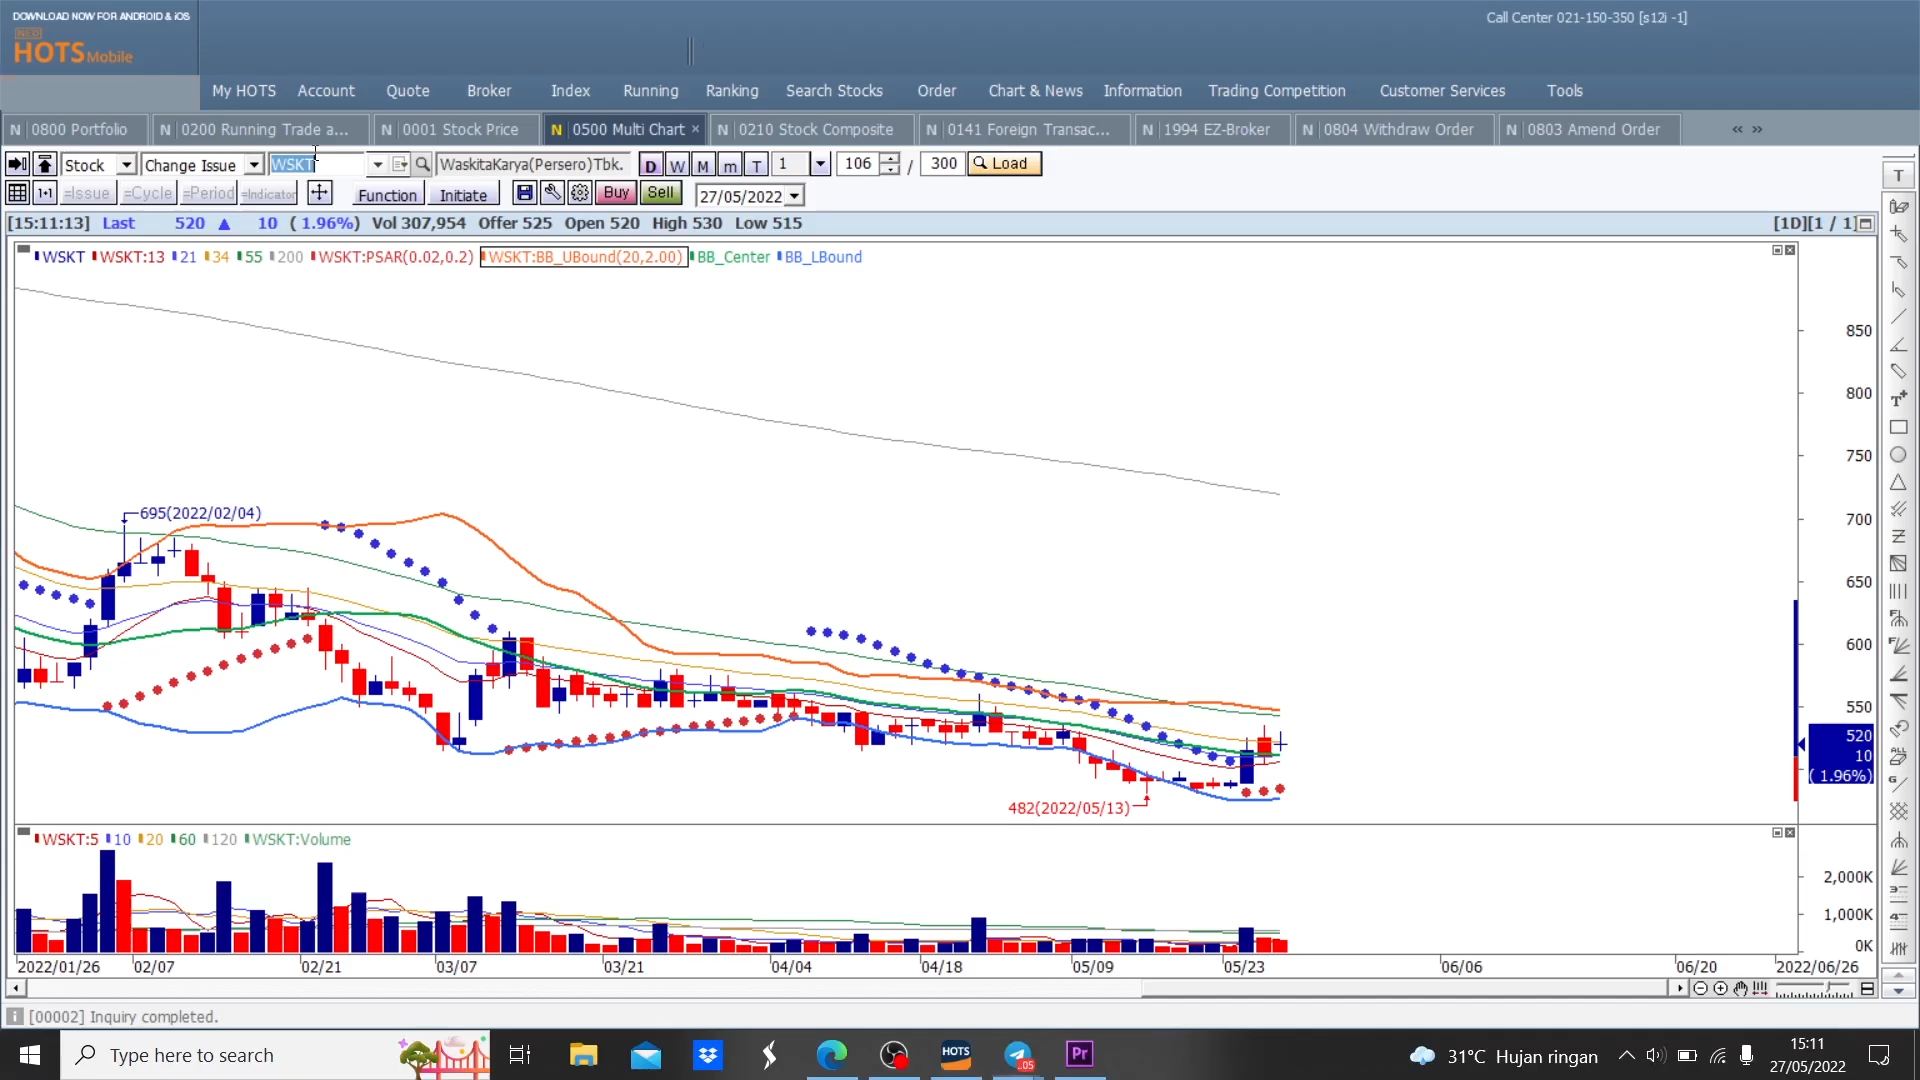 DOWNLOAD NOW FOR ANDROID & iOS
NEO
HOTS Mobile
Call Center 021-150-350 [s12i -1]
My HOTS Account Quote Broker Index Running Ranking Search Stocks Order Chart & News Information Trading Competition Customer Services Tools
N 0800 Portfolio N 0200 Running Trade a... N 0001 Stock Price N 0500 Multi Chart × N 0210 Stock Composite N 0141 Foreign Transac... N 1994 EZ-Broker N 0804 Withdraw Order N 0803 Amend Order « »
Stock Change Issue WSKT WaskitaKarya(Persero)Tbk. D W M m T 1 106 / 300 Load
1•1 =Issue =Cycle =Period =Indicator Function Initiate Buy Sell 27/05/2022
[15:11:13] Last 520 ▲ 10 ( 1.96%) Vol 307,954 Offer 525 Open 520 High 530 Low 515 [1D][1 / 1]
WSKT WSKT:13 21 34 55 200 WSKT:PSAR(0.02,0.2) WSKT:BB_UBound(20,2.00) BB_Center BB_LBound
850
800
750
700
650
600
550
695(2022/02/04)
520
10
( 1.96%)
482(2022/05/13)
WSKT:5 10 20 60 120 WSKT:Volume
2,000K
1,000K
0K
2022/01/26 02/07 02/21 03/07 03/21 04/04 04/18 05/09 05/23 06/06 06/20 2022/06/26
[00002] Inquiry completed.
Type here to search HOTS .05 Pr 31°C Hujan ringan 15:11
27/05/2022